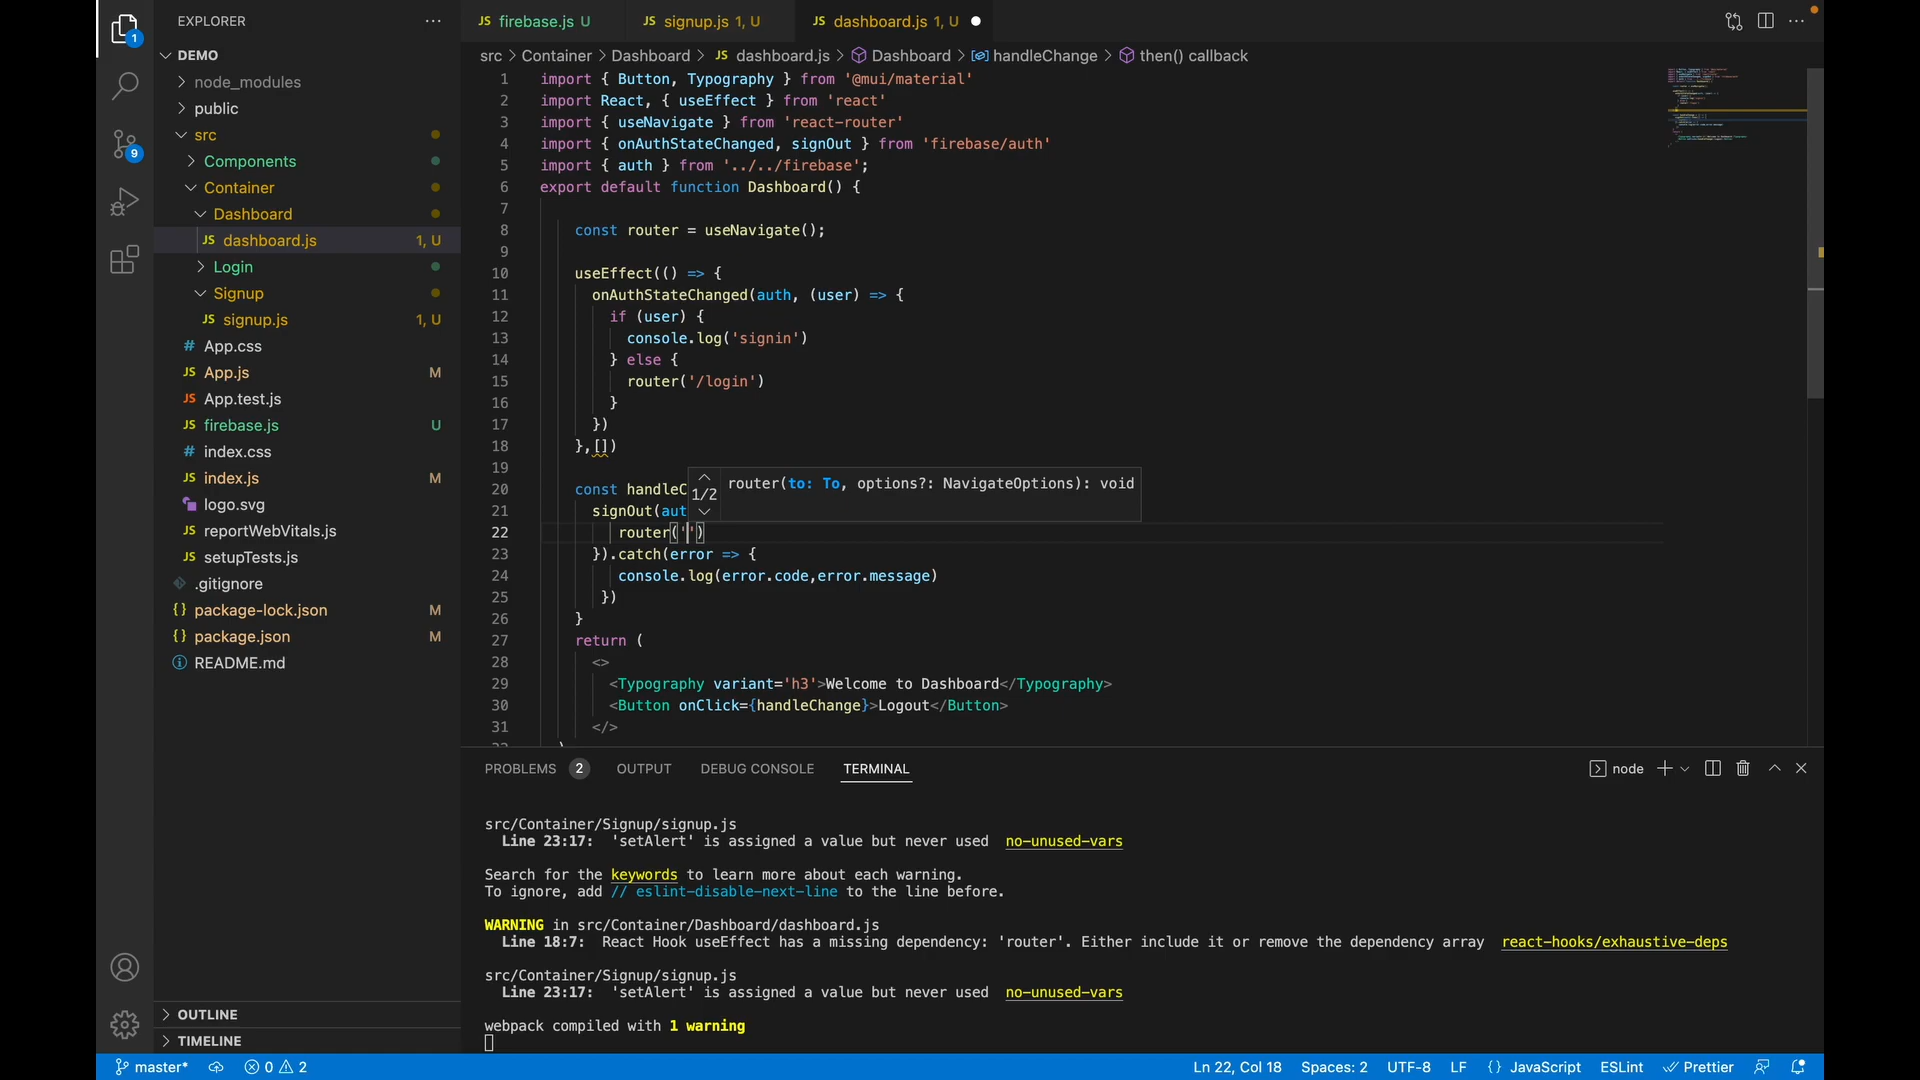 EXPLORER
JS firebase.js U
JS signup.js 1, U
JS dashboard.js 1, U
src > Container > Dashboard > JS dashboard.js > Dashboard > handleChange > then() callback
1
DEMO
node_modules
public
src
Components
Container
Dashboard
JS dashboard.js 1, U
Login
Signup
JS signup.js 1, U
# App.css
JS App.js M
JS App.test.js
JS firebase.js U
# index.css
JS index.js M
logo.svg
JS reportWebVitals.js
JS setupTests.js
.gitignore
{} package-lock.json M
{} package.json M
README.md
9
OUTLINE
TIMELINE
1 import { Button, Typography } from '@mui/material'
2 import React, { useEffect } from 'react'
3 import { useNavigate } from 'react-router'
4 import { onAuthStateChanged, signOut } from 'firebase/auth'
5 import { auth } from '../../firebase';
6 export default function Dashboard() {
7
8 const router = useNavigate();
9
10 useEffect(() => {
11 onAuthStateChanged(auth, (user) => {
12 if (user) {
13 console.log('signin')
14 } else {
15 router('/login')
16 }
17 })
18 },[])
19
20 const handleC
1/2 router(to: To, options?: NavigateOptions): void
21 signOut(aut
22 router('')
23 }).catch(error => {
24 console.log(error.code,error.message)
25 })
26 }
27 return (
28 <>
29 <Typography variant='h3'>Welcome to Dashboard</Typography>
30 <Button onClick={handleChange}>Logout</Button>
31 </>
PROBLEMS 2 OUTPUT DEBUG CONSOLE TERMINAL
node
src/Container/Signup/signup.js
Line 23:17: 'setAlert' is assigned a value but never used no-unused-vars
Search for the keywords to learn more about each warning.
To ignore, add // eslint-disable-next-line to the line before.
WARNING in src/Container/Dashboard/dashboard.js
Line 18:7: React Hook useEffect has a missing dependency: 'router'. Either include it or remove the dependency array react-hooks/exhaustive-deps
src/Container/Signup/signup.js
Line 23:17: 'setAlert' is assigned a value but never used no-unused-vars
webpack compiled with 1 warning
master* 0 2
Ln 22, Col 18 Spaces: 2 UTF-8 LF {} JavaScript ESLint Prettier